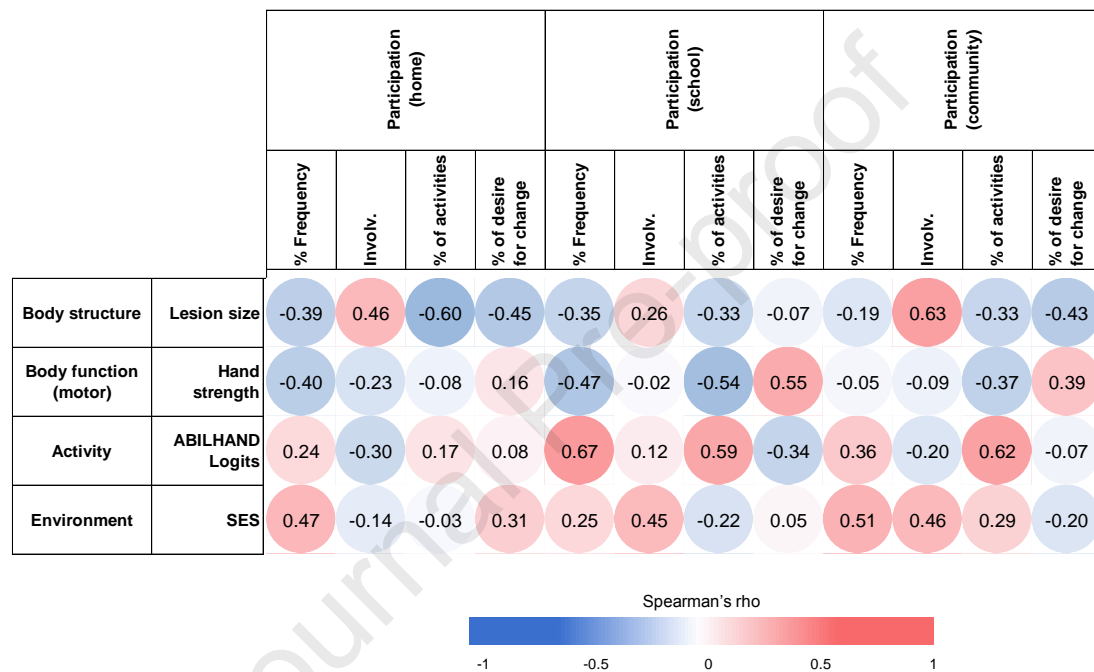 Participation
(home)
Participation
(school)
Participation
(community)
% Frequency
Involv.
% of activities
% of desire
for change
% Frequency
Involv.
% of activities
% of desire
for change
% Frequency
Involv.
% of activities
% of desire
for change
Body structure Lesion size -0.39 0.46 -0.60 -0.45 -0.35 0.26 -0.33 -0.07 -0.19 0.63 -0.33 -0.43
Body function
(motor)
Hand
strength
-0.40 -0.23 -0.08 0.16 -0.47 -0.02 -0.54 0.55 -0.05 -0.09 -0.37 0.39
Activity
ABILHAND
Logits
0.24 -0.30 0.17 0.08 0.67 0.12 0.59 -0.34 0.36 -0.20 0.62 -0.07
Environment SES 0.47 -0.14 -0.03 0.31 0.25 0.45 -0.22 0.05 0.51 0.46 0.29 -0.20
Spearman's rho
-1 -0.5 0 0.5 1
ournal Pre-proof